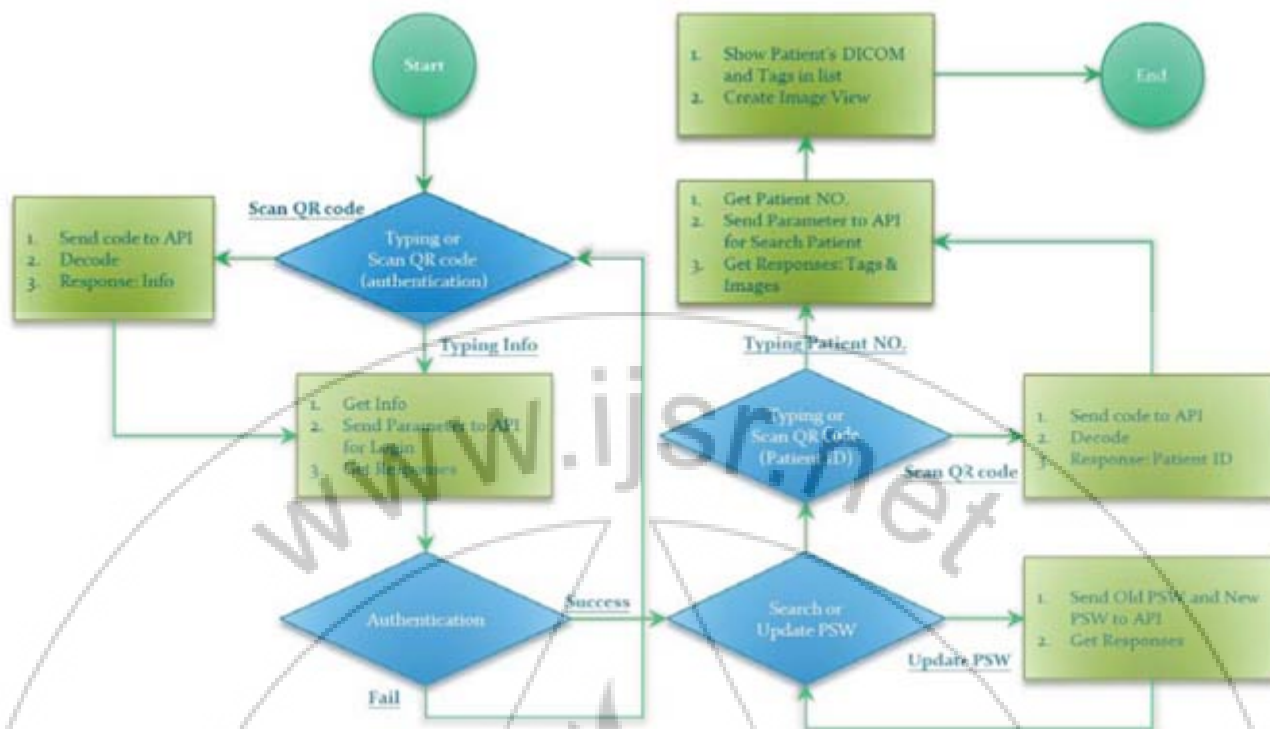 Start
Scan QR code
Typing or
Scan QR code
(authentication)
1. Send code to API
2. Decode
3. Response: Info
Typing Info
1. Get Info
2. Send Parameter to API
for Login
3. Get Responses
Authentication
Success
Fail
Search or
Update PSW
Update PSW
1. Send Old PSW and New
PSW to API
2. Get Responses
Typing or
Scan QR Code
(Patient ID)
Scan QR code
1. Send code to API
2. Decode
3. Response: Patient ID
Typing Patient NO.
1. Get Patient NO.
2. Send Parameter to API
for Search Patient
3. Get Responses: Tags &
Images
1. Show Patient's DICOM
and Tags in list
2. Create Image View
End
www.ijsr.net